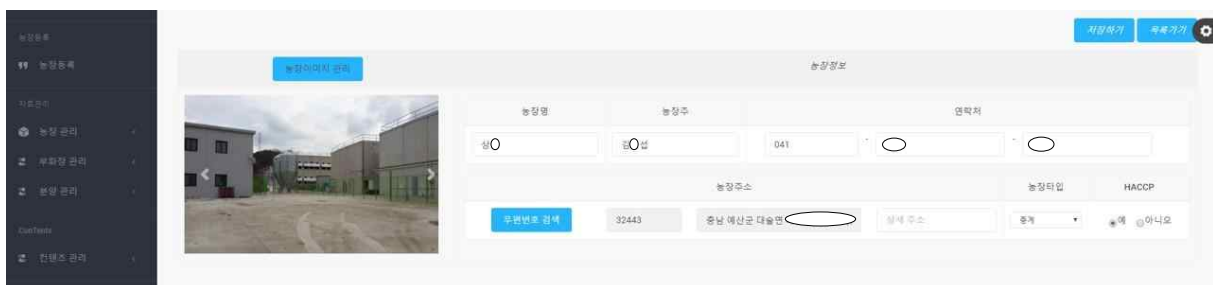 저장하기 목록가기
농장등록
농장등록
농장이미지 관리
농장정보
자료관리
농장 관리
부화장 관리
분양 관리
ConTents
컨텐츠 관리
농장명 농장주 연락처
상 김 섭 041 - -
농장주소 농장타입 HACCP
우편번호 검색 32443 충남 예산군 대술면 상세 주소 종계 예 아니요